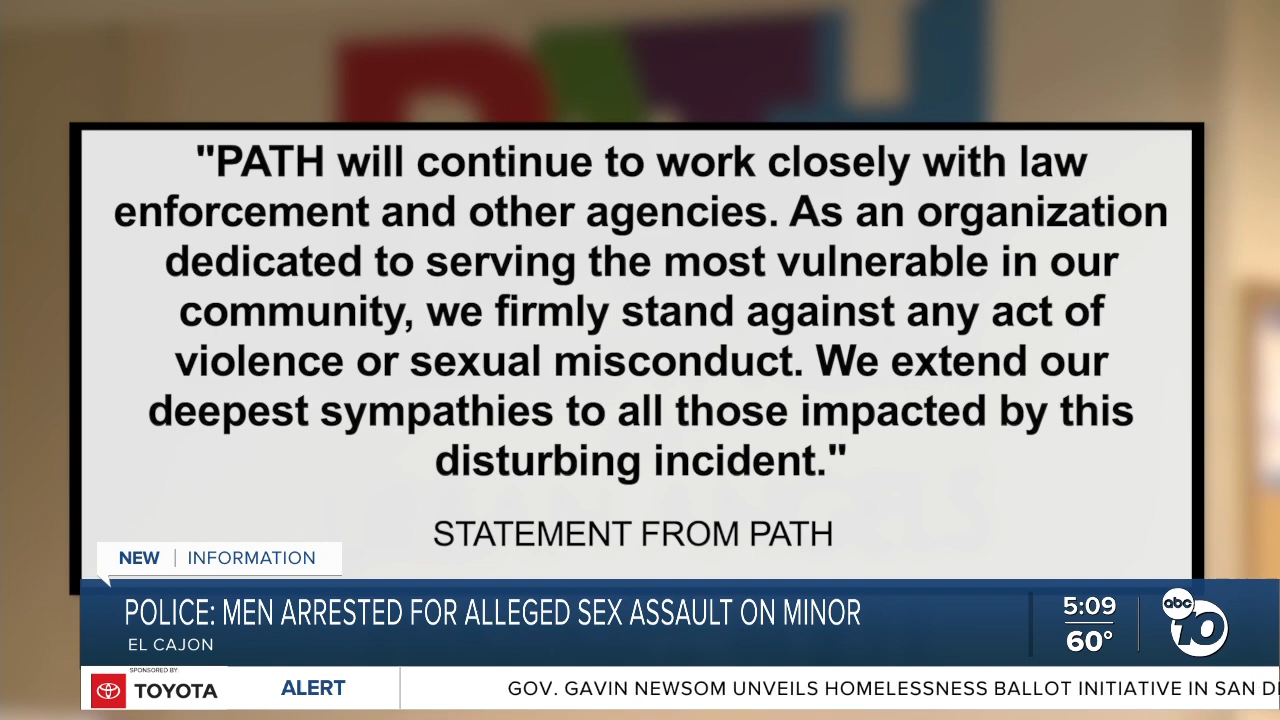 PATH
"PATH will continue to work closely with law
enforcement and other agencies. As an organization
dedicated to serving the most vulnerable in our
community, we firmly stand against any act of
violence or sexual misconduct. We extend our
deepest sympathies to all those impacted by this
disturbing incident."
STATEMENT FROM PATH
NEW | INFORMATION
POLICE: MEN ARRESTED FOR ALLEGED SEX ASSAULT ON MINOR
EL CAJON
5:09
60°
abc 10
SPONSORED BY:
TOYOTA
ALERT
GOV. GAVIN NEWSOM UNVEILS HOMELESSNESS BALLOT INITIATIVE IN SAN D